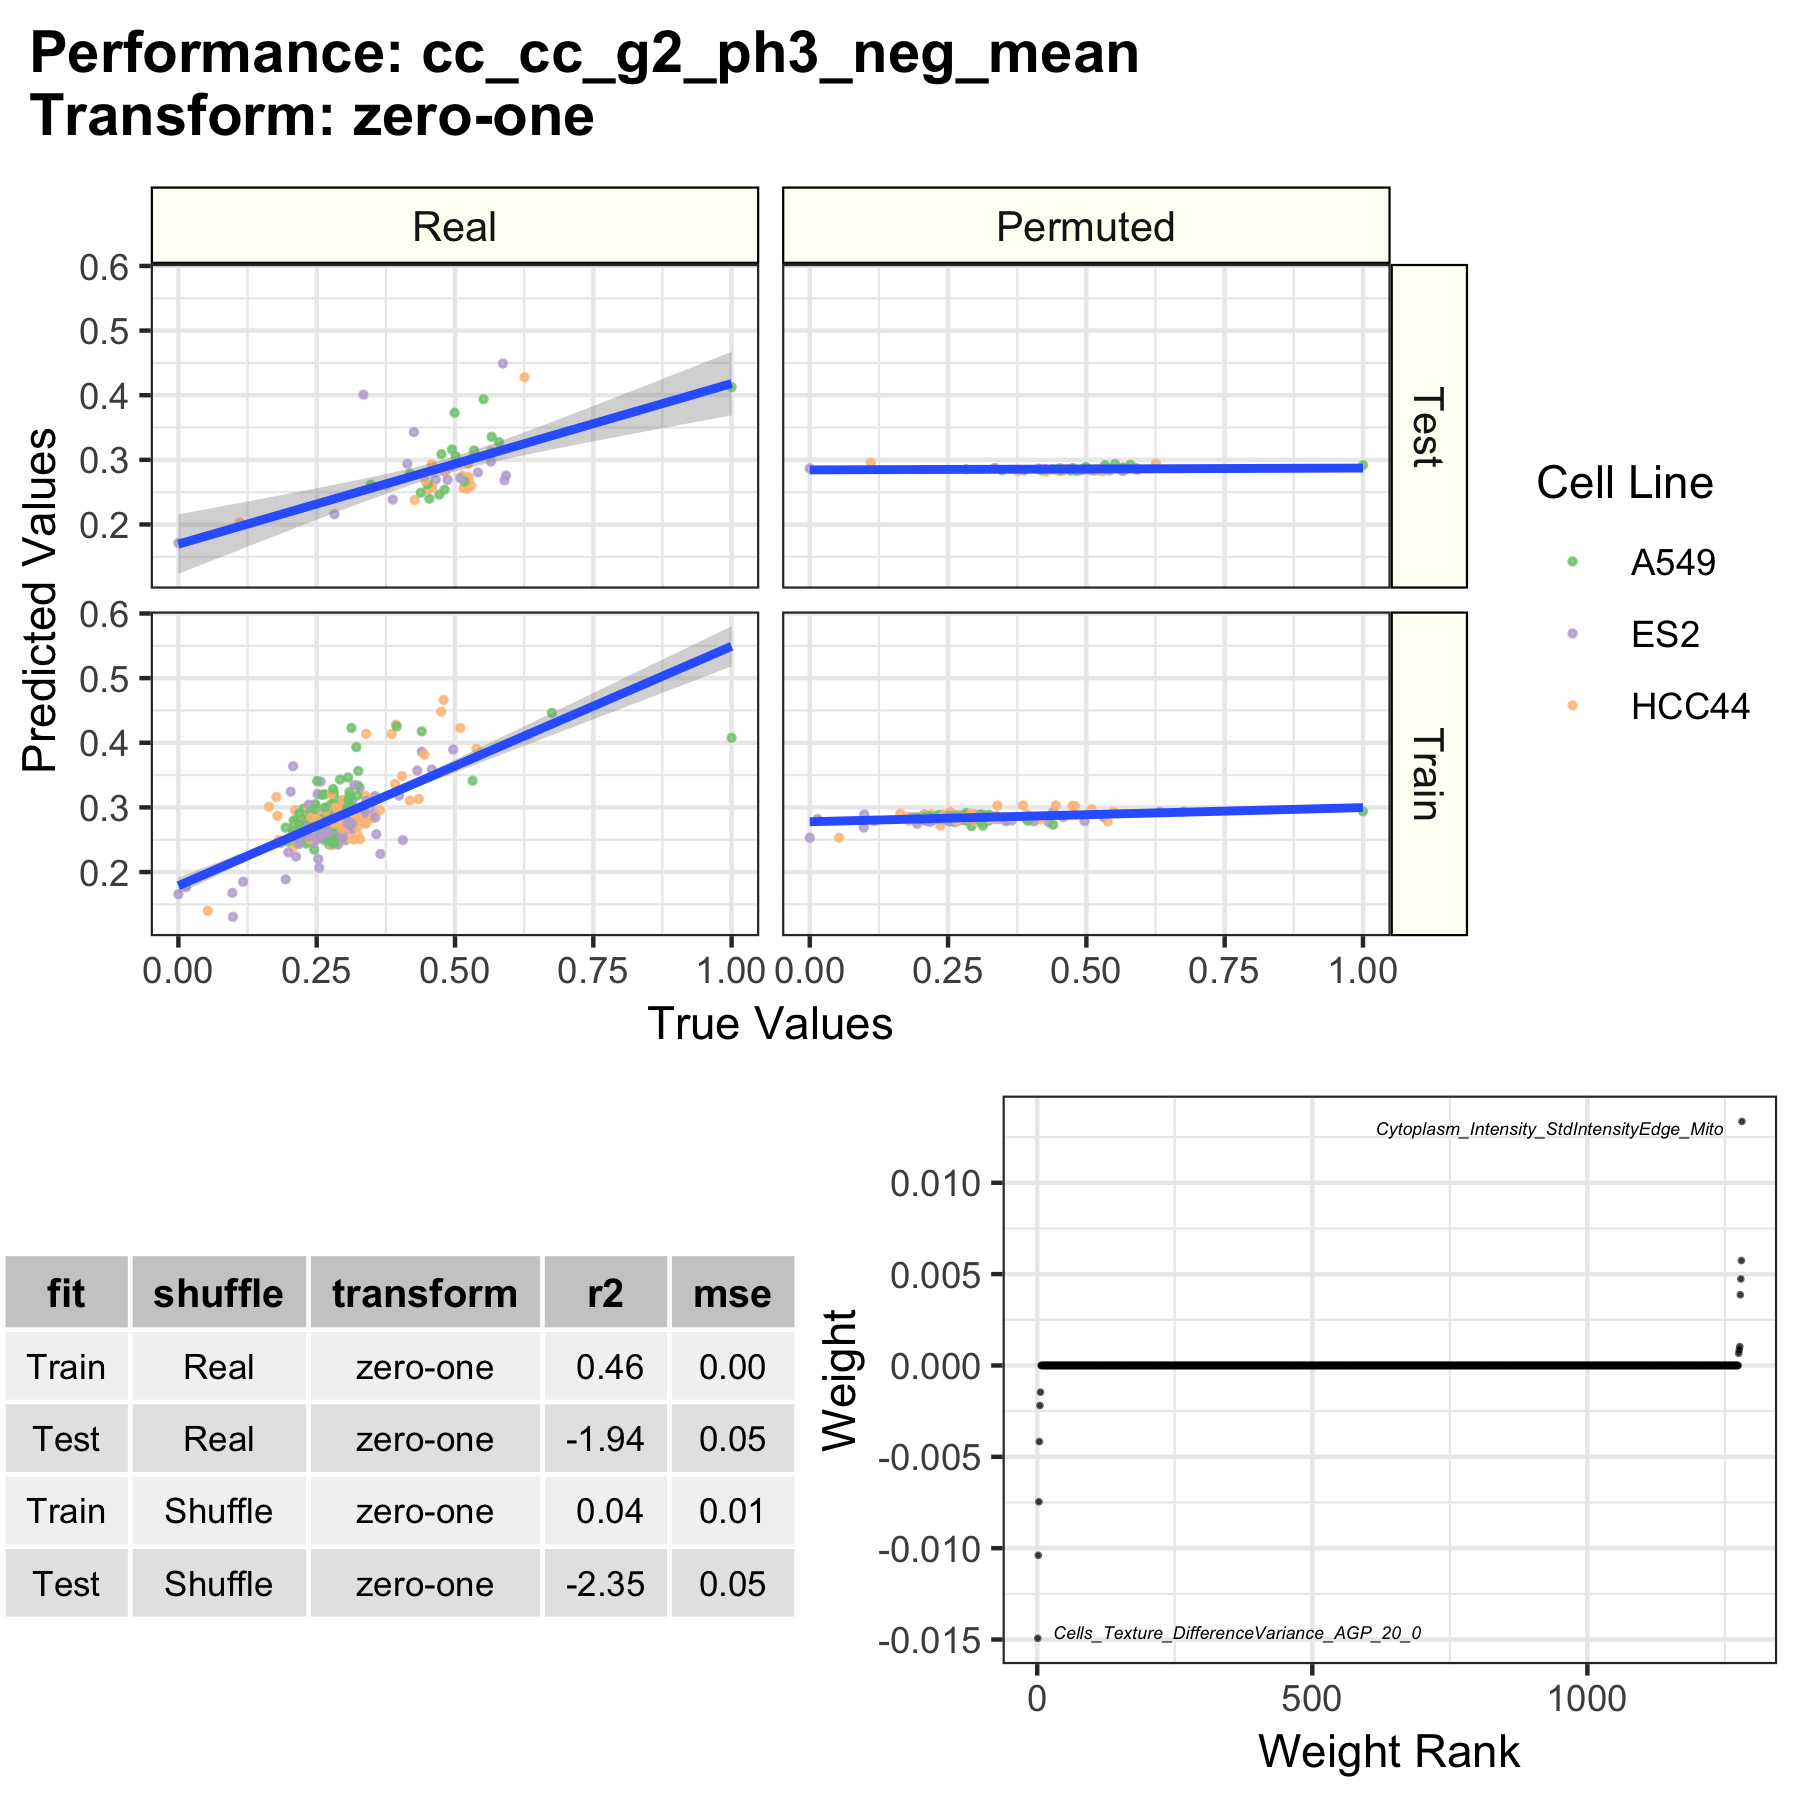 Performance: cc_cc_g2_ph3_neg_mean
Transform: zero-one
Real
Permuted
0.6
0.5
0.4
0.3
0.2
Test
0.6
0.5
0.4
0.3
0.2
Train
Predicted Values
0.00 0.25 0.50 0.75 1.00 0.00 0.25 0.50 0.75 1.00
True Values
Cell Line
A549
ES2
HCC44
fit shuffle transform r2 mse
Train Real zero-one 0.46 0.00
Test Real zero-one -1.94 0.05
Train Shuffle zero-one 0.04 0.01
Test Shuffle zero-one -2.35 0.05
Cytoplasm_Intensity_StdIntensityEdge_Mito
0.010
0.005
0.000
-0.005
-0.010
-0.015
Weight
Cells_Texture_DifferenceVariance_AGP_20_0
0 500 1000
Weight Rank